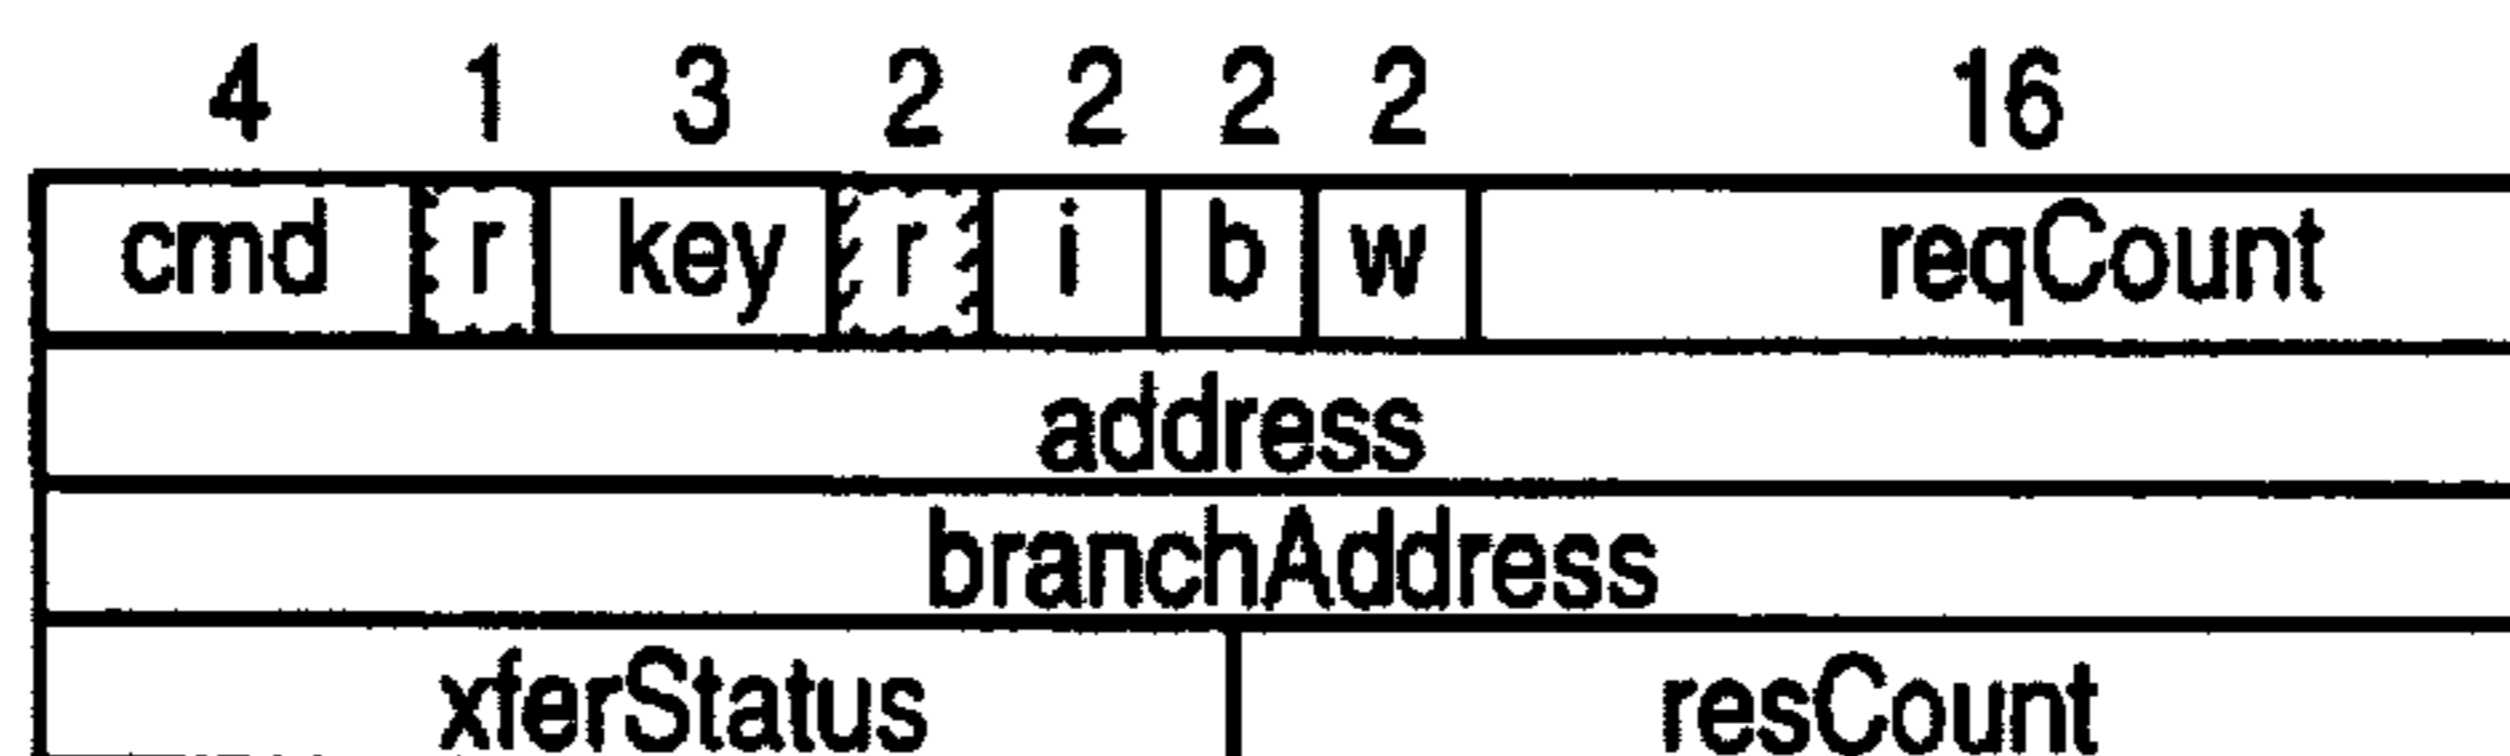 4 1 3 2 2 2 2 16
cmd r key r i b w reqCount
address
branchAddress
xferStatus resCount